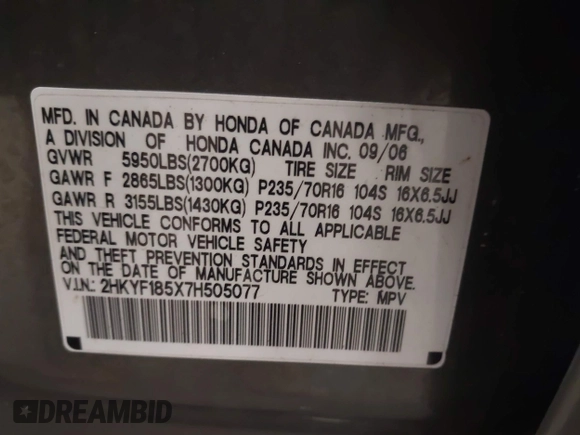 MFD. IN CANADA BY HONDA OF CANADA MFG.,
A DIVISION OF HONDA CANADA INC. 09/06
GVWR 5950LBS(2700KG) TIRE SIZE RIM SIZE
GAWR F 2865LBS(1300KG) P235/70R16 104S 16X6.5JJ
GAWR R 3155LBS(1430KG) P235/70R16 104S 16X6.5JJ
THIS VEHICLE CONFORMS TO ALL APPLICABLE
FEDERAL MOTOR VEHICLE SAFETY
AND THEFT PREVENTION STANDARDS IN EFFECT
ON THE DATE OF MANUFACTURE SHOWN ABOVE.
V.I.N.: 2HKYF185X7H505077 TYPE: MPV
DREAMBID